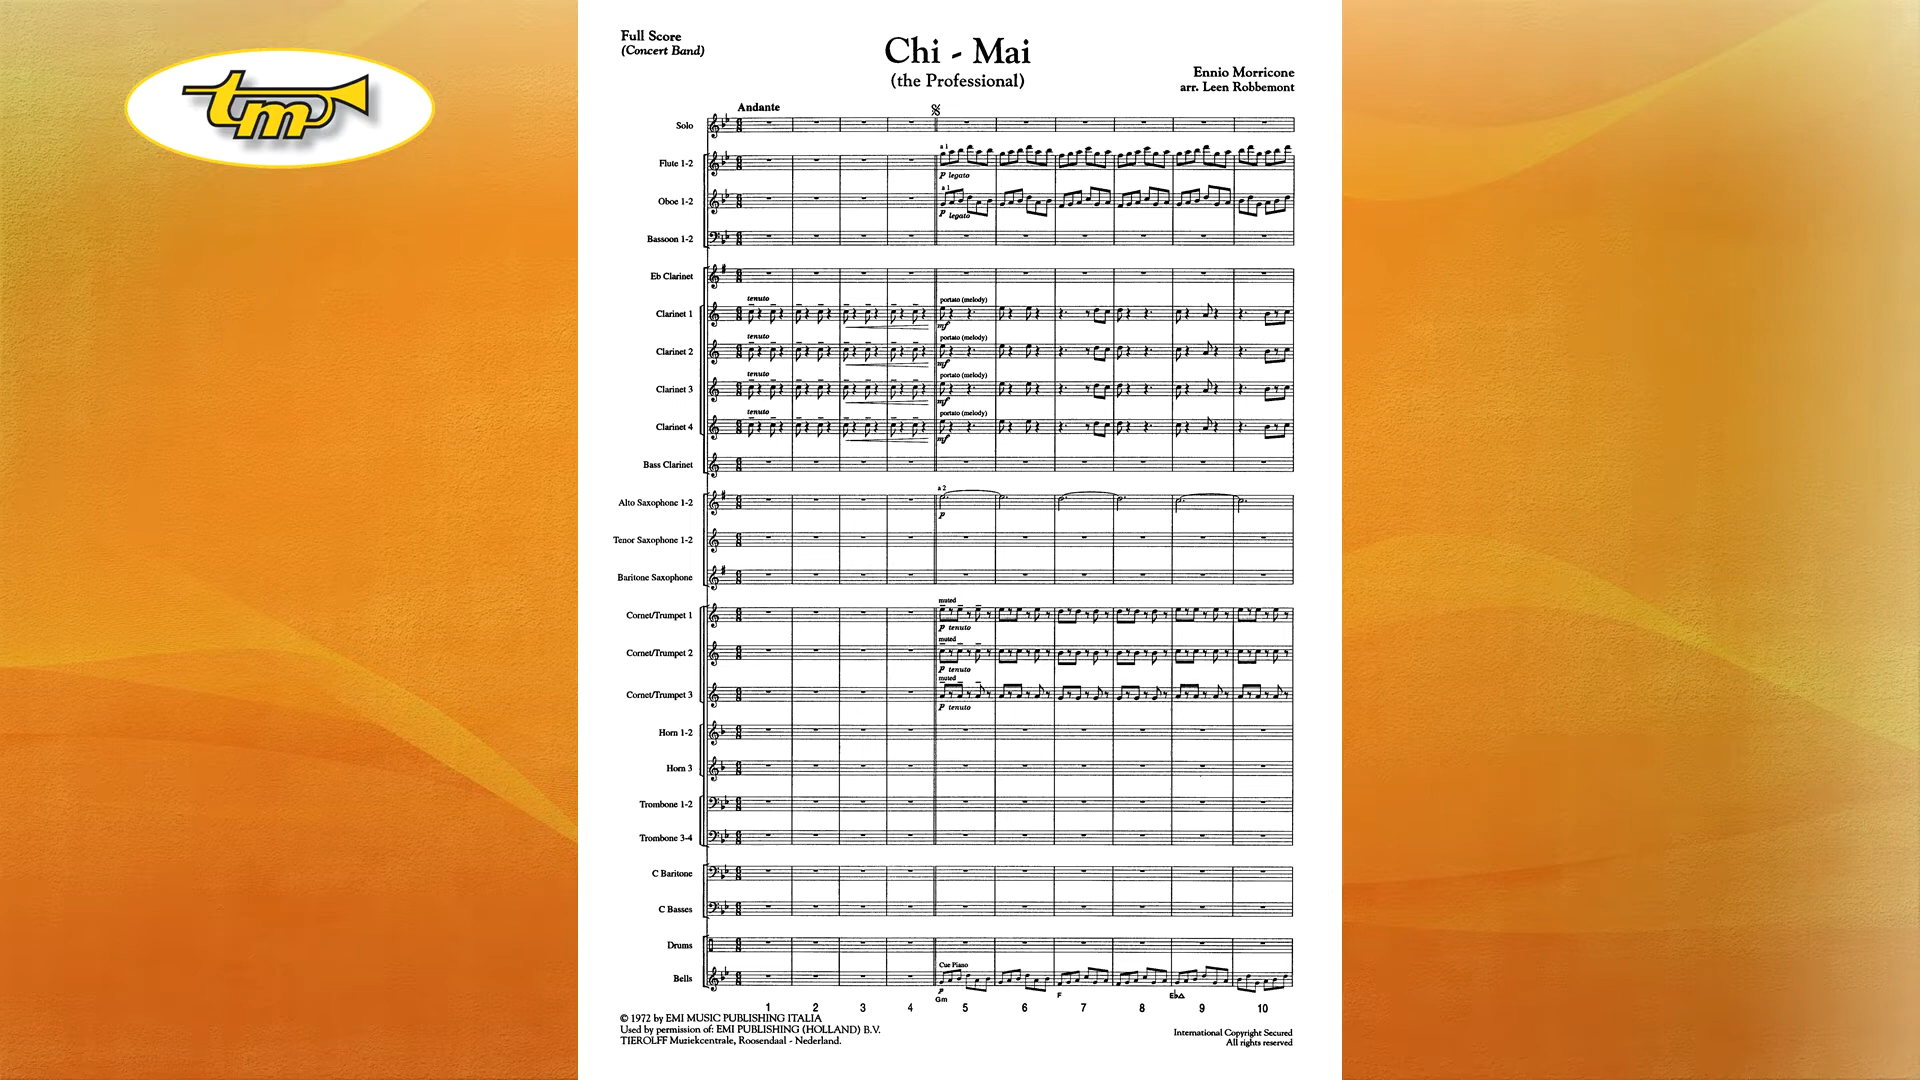 tm
Full Score
(Concert Band)
Chi - Mai
(the Professional)
Ennio Morricone
arr. Leen Robbemont
Andante
Solo
Flute 1-2
a 1
p legato
Oboe 1-2
a 1
p legato
Bassoon 1-2
Eb Clarinet
tenuto
portato (melody)
Clarinet 1
mf
tenuto
portato (melody)
Clarinet 2
mf
tenuto
portato (melody)
Clarinet 3
mf
tenuto
portato (melody)
Clarinet 4
mf
Bass Clarinet
a 2
Alto Saxophone 1-2
p
Tenor Saxophone 1-2
Baritone Saxophone
muted
Cornet/Trumpet 1
p tenuto
muted
Cornet/Trumpet 2
p tenuto
muted
Cornet/Trumpet 3
p tenuto
Horn 1-2
Horn 3
Trombone 1-2
Trombone 3-4
C Baritone
C Basses
Drums
Cue Piano
Bells
p
Gm F Eb△
1 2 3 4 5 6 7 8 9 10
© 1972 by EMI MUSIC PUBLISHING ITALIA
Used by permission of: EMI PUBLISHING (HOLLAND) B.V.
TIEROLFF Muziekcentrale, Roosendaal - Nederland.
International Copyright Secured
All rights reserved